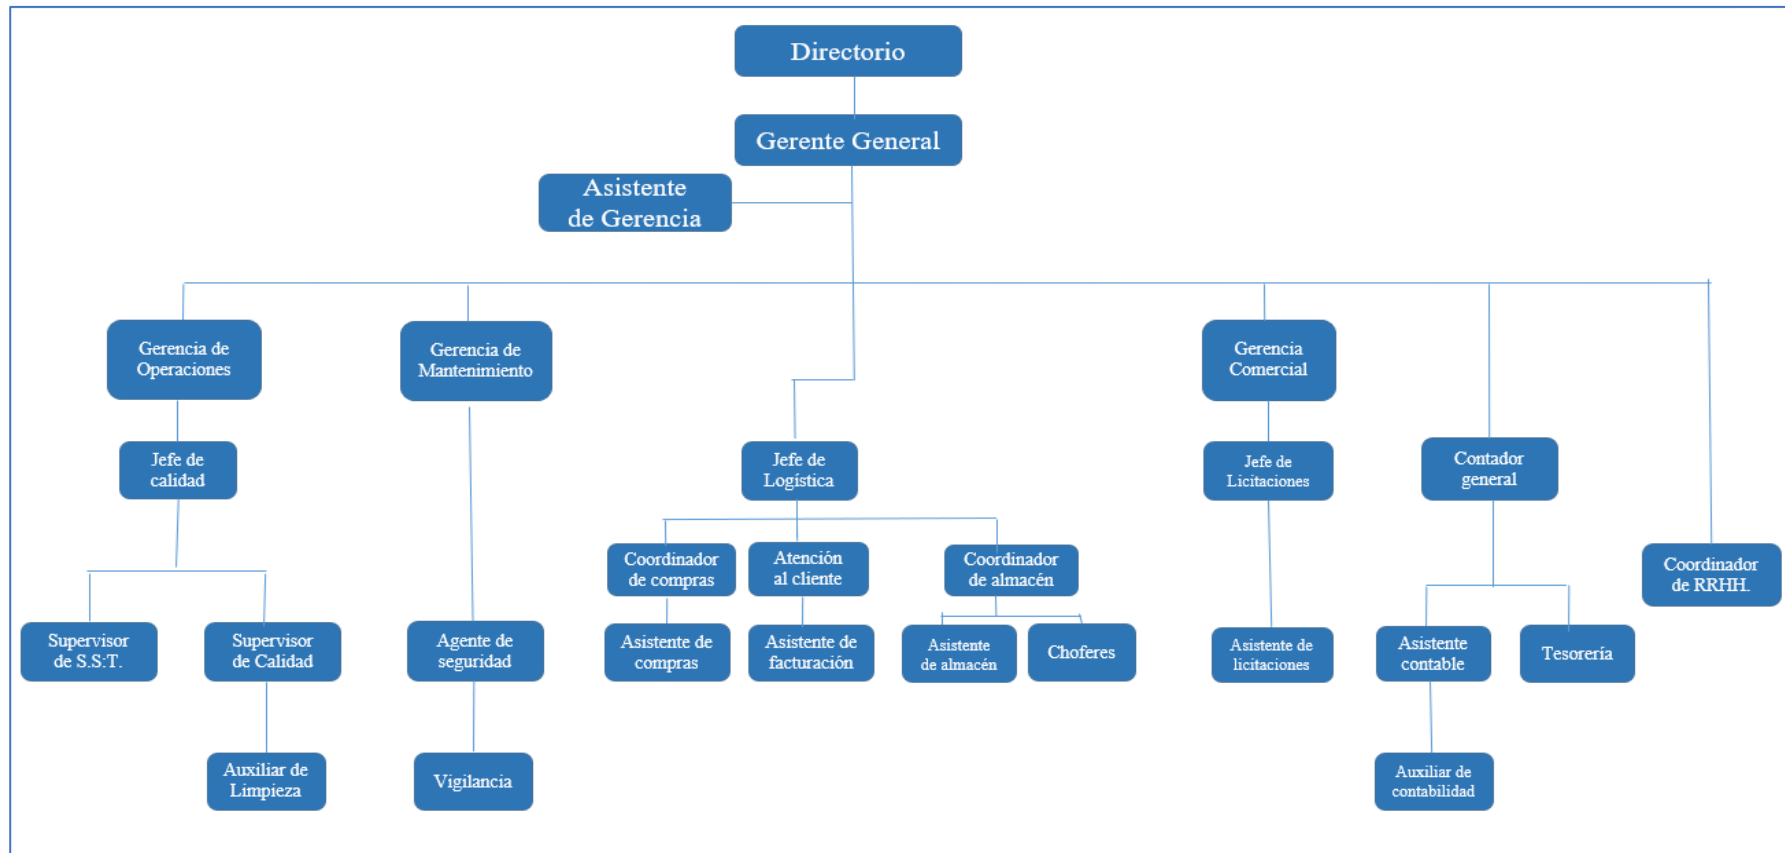 Directorio
Gerente General
Asistente
de Gerencia
Gerencia de
Operaciones
Gerencia de
Mantenimiento
Gerencia
Comercial
Jefe de
calidad
Jefe de
Logística
Jefe de
Licitaciones
Contador
general
Coordinador
de compras
Atención
al cliente
Coordinador
de almacén
Coordinador
de RRHH.
Supervisor
de S.S:T.
Supervisor
de Calidad
Agente de
seguridad
Asistente de
compras
Asistente de
facturación
Asistente
de almacén
Choferes
Asistente de
licitaciones
Asistente
contable
Tesorería
Auxiliar de
Limpieza
Vigilancia
Auxiliar de
contabilidad